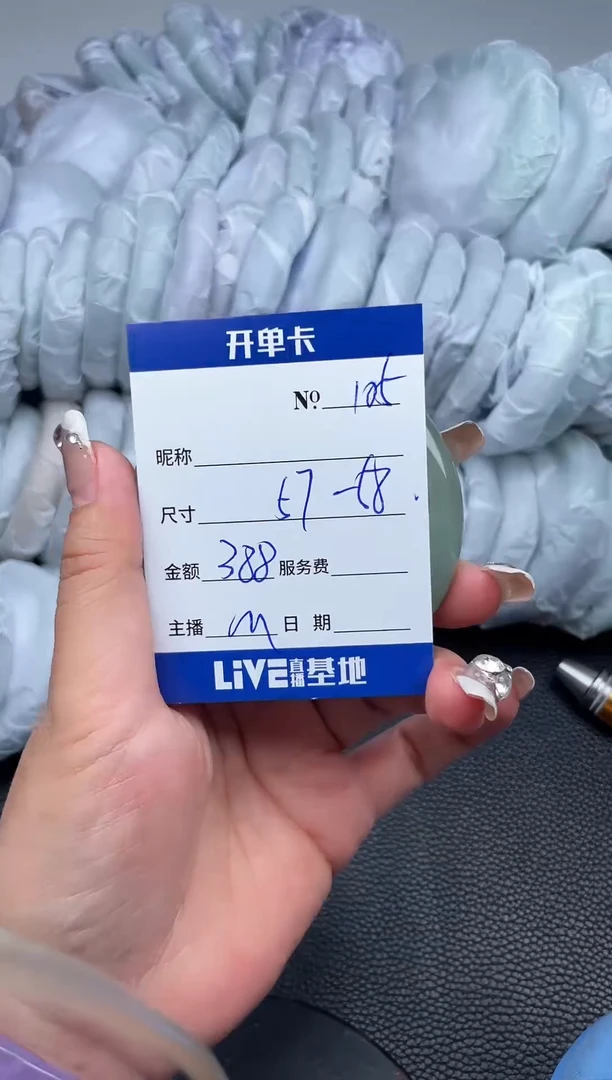 开单卡
№ 105
昵称
尺寸 57-58.
金额 388 服务费
主播 M 日 期
LiVE直播基地